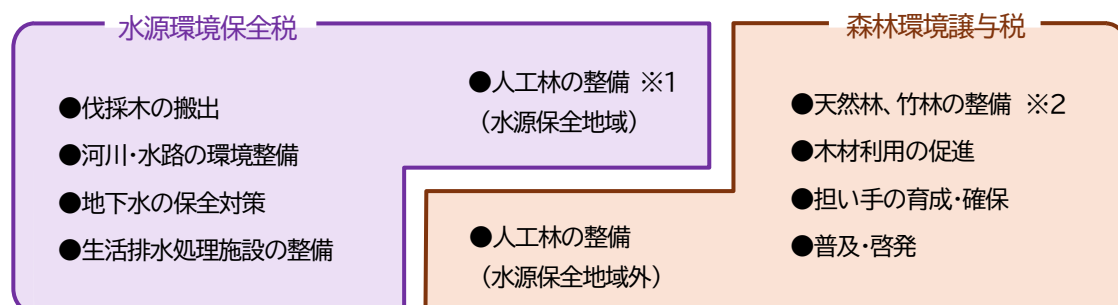 水源環境保全税
●伐採木の搬出
●河川・水路の環境整備
●地下水の保全対策
●生活排水処理施設の整備
●人工林の整備 ※1
（水源保全地域）
森林環境譲与税
●人工林の整備
（水源保全地域外）
●天然林、竹林の整備 ※2
●木材利用の促進
●担い手の育成・確保
●普及・啓発